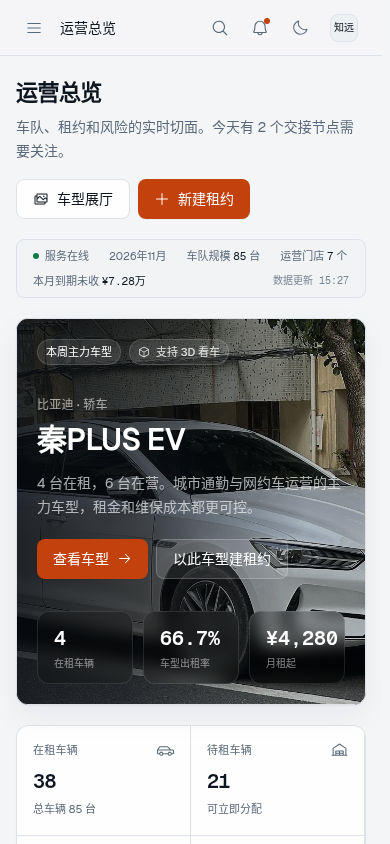 运营总览
知远
运营总览
车队、租约和风险的实时切面。今天有 2 个交接节点需
要关注。
车型展厅
新建租约
服务在线 2026年11月 车队规模 85 台 运营门店 7 个
本月到期未收 ¥7.28万 数据更新 15:27
本周主力车型 支持 3D 看车
比亚迪 · 轿车
秦PLUS EV
4 台在租，6 台在营。城市通勤与网约车运营的主
力车型，租金和维保成本都更可控。
查看车型
以此车型建租约
4 66.7% ¥4,280
在租车辆 车型出租率 月租起
在租车辆 待租车辆
38 21
总车辆 85 台 可立即分配